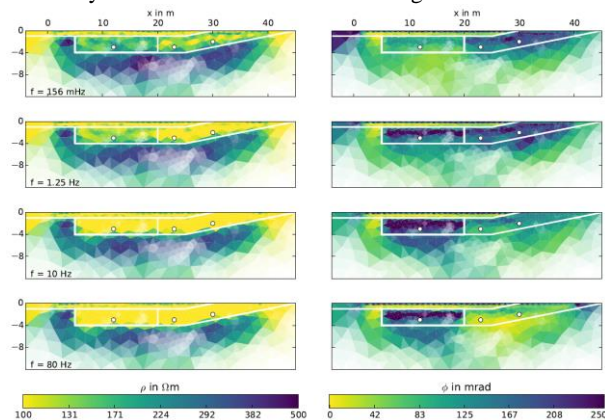 x in m
x in m
0 10 20 30 40
0 10 20 30 40
0
−4
−8
f = 156 mHz
0
−4
−8
f = 1.25 Hz
0
−4
−8
f = 10 Hz
0
−4
−8
f = 80 Hz
ρ in Ωm
ϕ in mrad
100 131 171 224 292 382 500
0 42 83 125 167 208 250